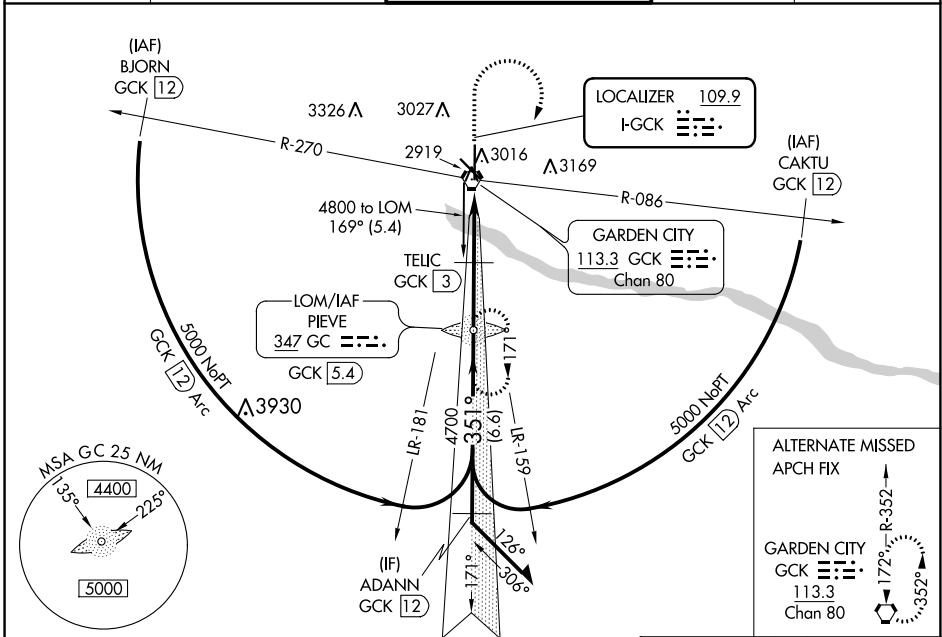 (IAF)
BJORN
GCK 12
3326
3027
LOCALIZER 109.9
I-GCK
(IAF)
CAKTU
GCK 12
R-270
2919
3016
3169
R-086
4800 to LOM
169° (5.4)
GARDEN CITY
113.3 GCK
Chan 80
TELIC
GCK 3
LOM/IAF
PIEVE
347 GC
GCK 5.4
171°
5000 NoPT
GCK 12 Arc
3930
LR-181
4700
351°
(6.6)
LR-159
5000 NoPT
GCK 12 Arc
MSA GC 25 NM
135°
4400
225°
5000
(IF)
ADANN
GCK 12
171°
126°
306°
ALTERNATE MISSED
APCH FIX
R-352
GARDEN CITY
GCK
113.3
Chan 80
172°
352°